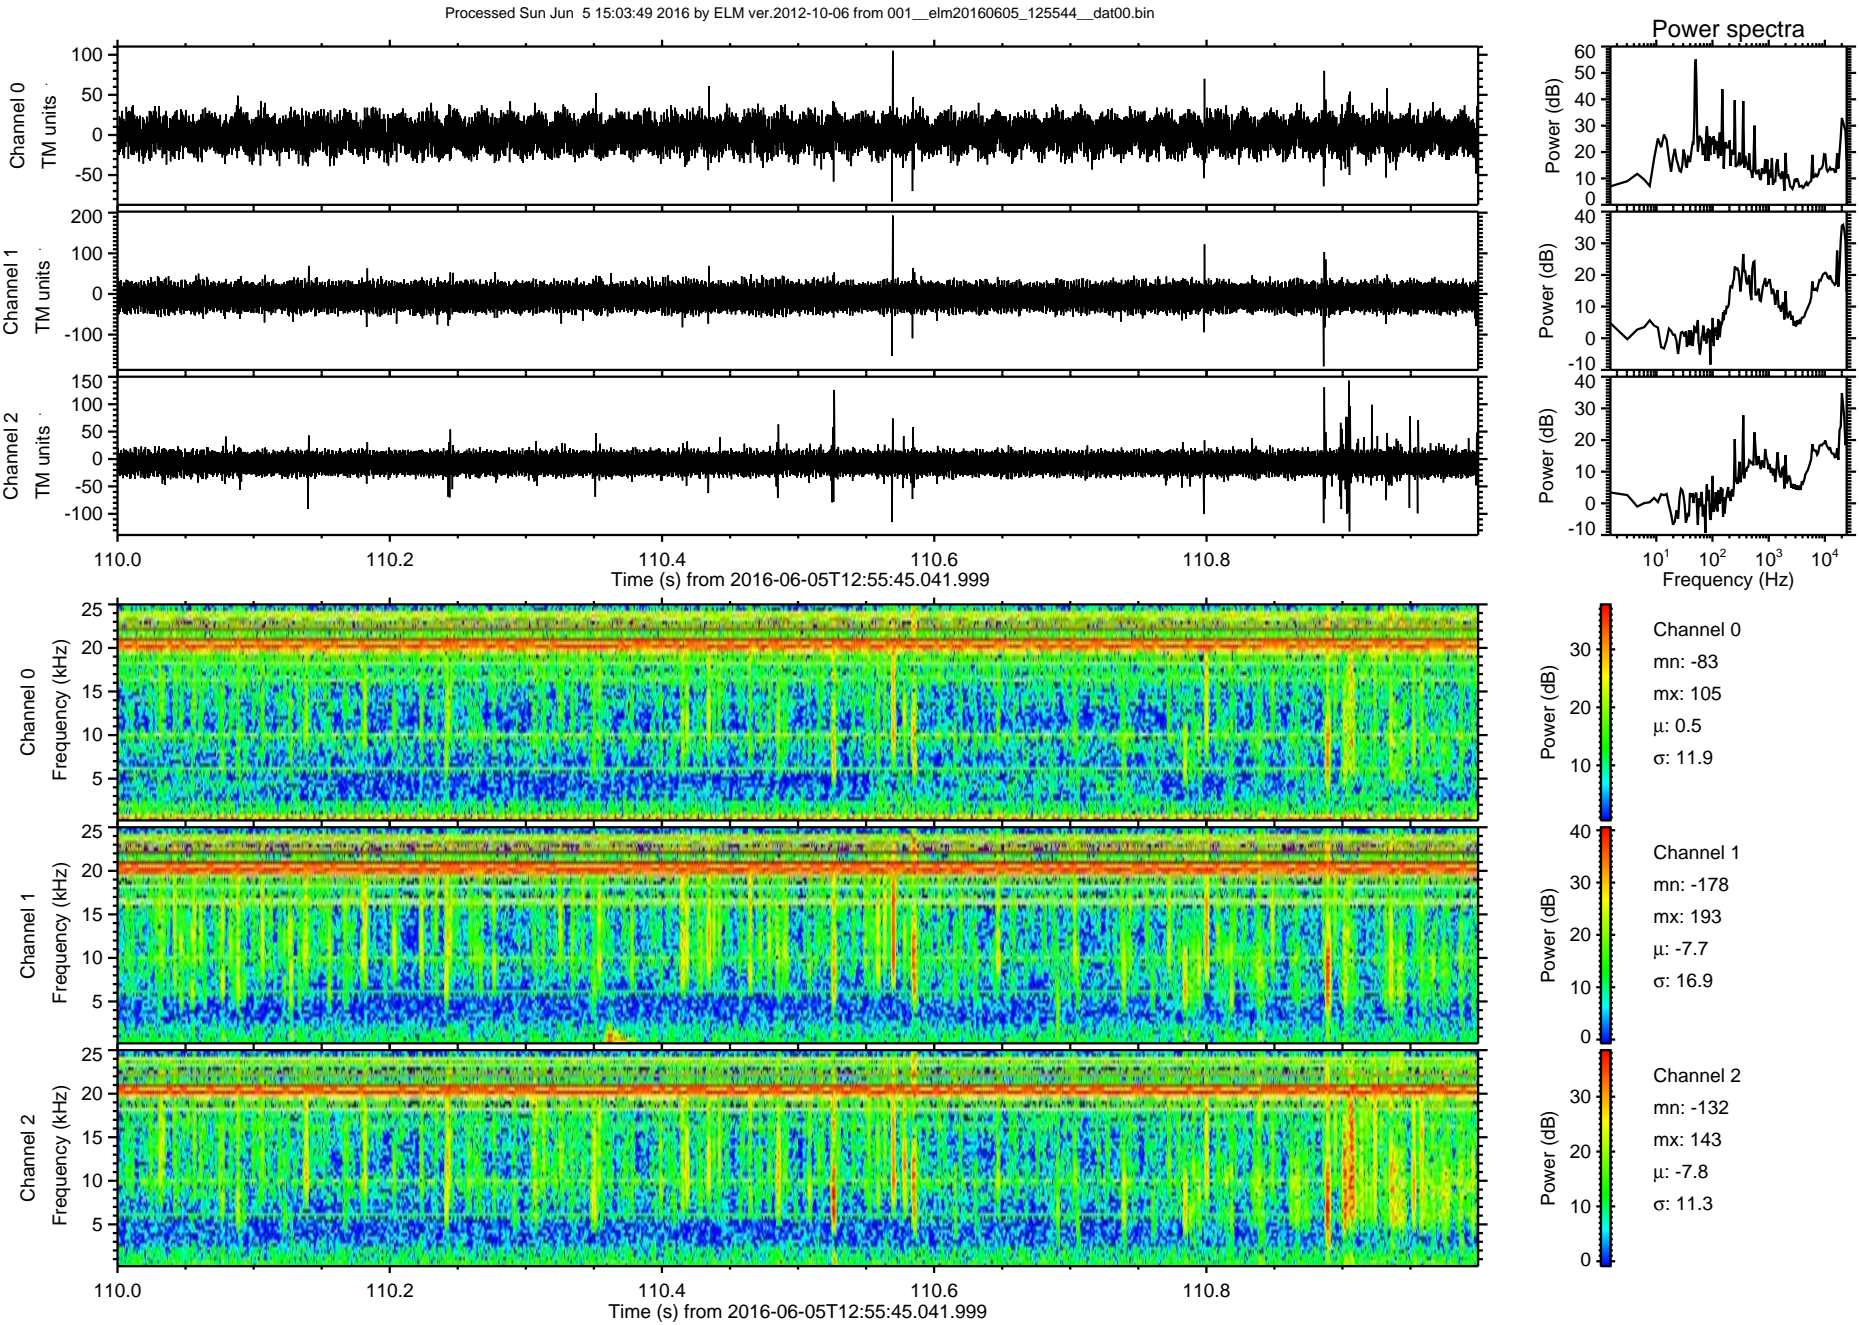 Processed Sun Jun  5 15:03:49 2016 by ELM ver.2012-10-06 from 001__elm20160605_125544__dat00.bin
Power spectra
Channel 0
TM units
100
50
0
-50
Power (dB)
60
50
40
30
20
10
0
Channel 1
TM units
200
100
0
-100
Power (dB)
40
30
20
10
0
-10
Channel 2
TM units
150
100
50
0
-50
-100
Power (dB)
40
30
20
10
0
-10
110.0 110.2 110.4 110.6 110.8
Time (s) from 2016-06-05T12:55:45.041.999
10^1 10^2 10^3 10^4
Frequency (Hz)
Channel 0
Frequency (kHz)
25
20
15
10
5
Power (dB)
30
20
10
Channel 0
mn: -83
mx: 105
µ: 0.5
σ: 11.9
Channel 1
Frequency (kHz)
25
20
15
10
5
Power (dB)
40
30
20
10
0
Channel 1
mn: -178
mx: 193
µ: -7.7
σ: 16.9
Channel 2
Frequency (kHz)
25
20
15
10
5
Power (dB)
30
20
10
0
Channel 2
mn: -132
mx: 143
µ: -7.8
σ: 11.3
110.0 110.2 110.4 110.6 110.8
Time (s) from 2016-06-05T12:55:45.041.999